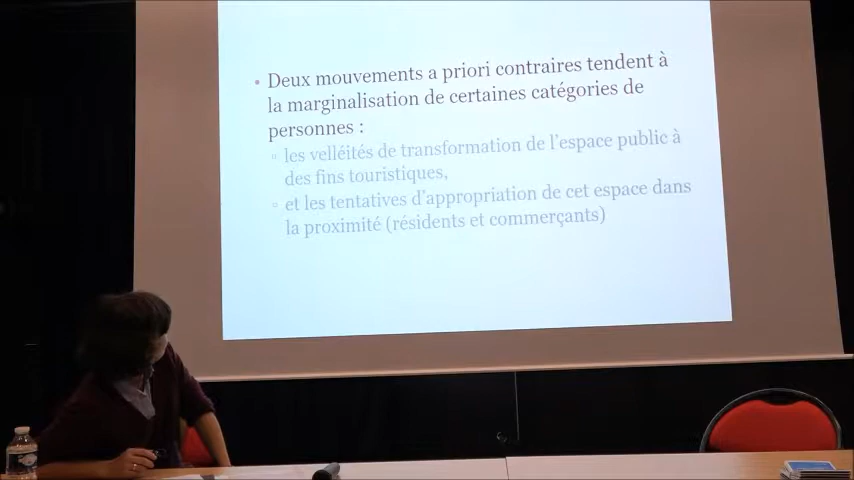 • Deux mouvements a priori contraires tendent à
la marginalisation de certaines catégories de
personnes :
▫ les velléités de transformation de l'espace public à
des fins touristiques,
▫ et les tentatives d'appropriation de cet espace dans
la proximité (résidents et commerçants)